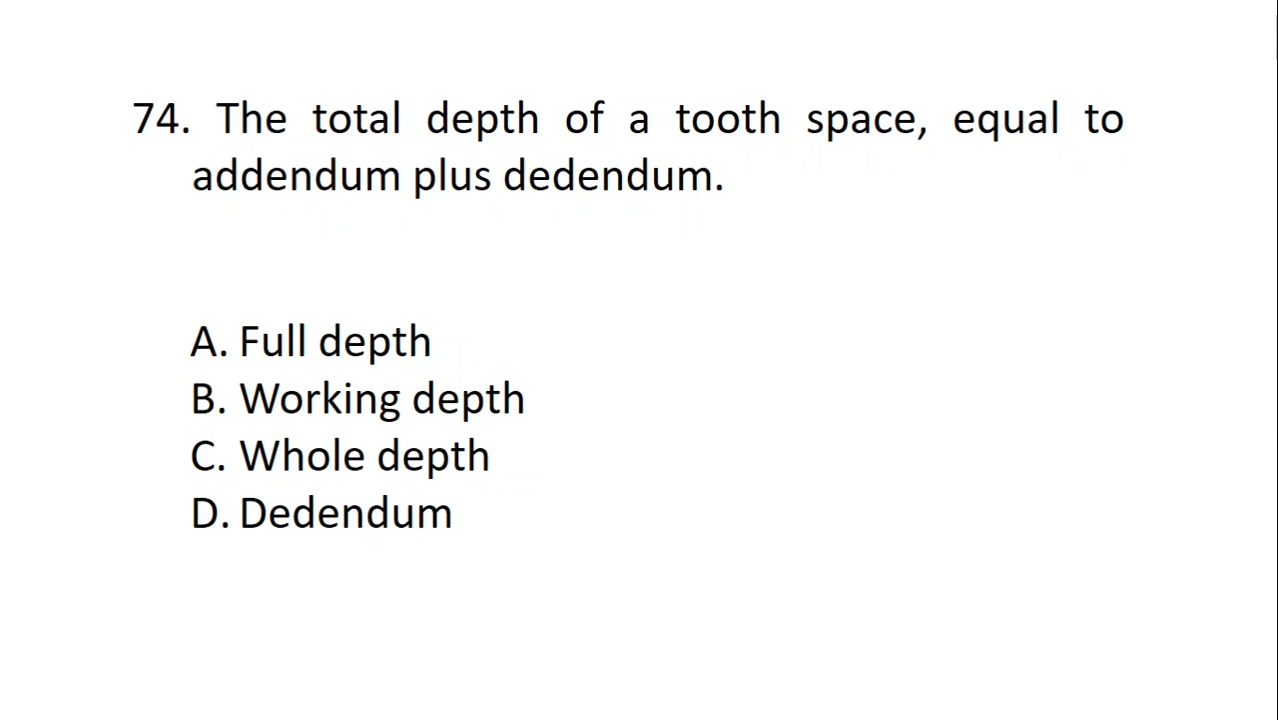 74. The total depth of a tooth space, equal to
addendum plus dedendum.
A. Full depth
B. Working depth
C. Whole depth
D. Dedendum